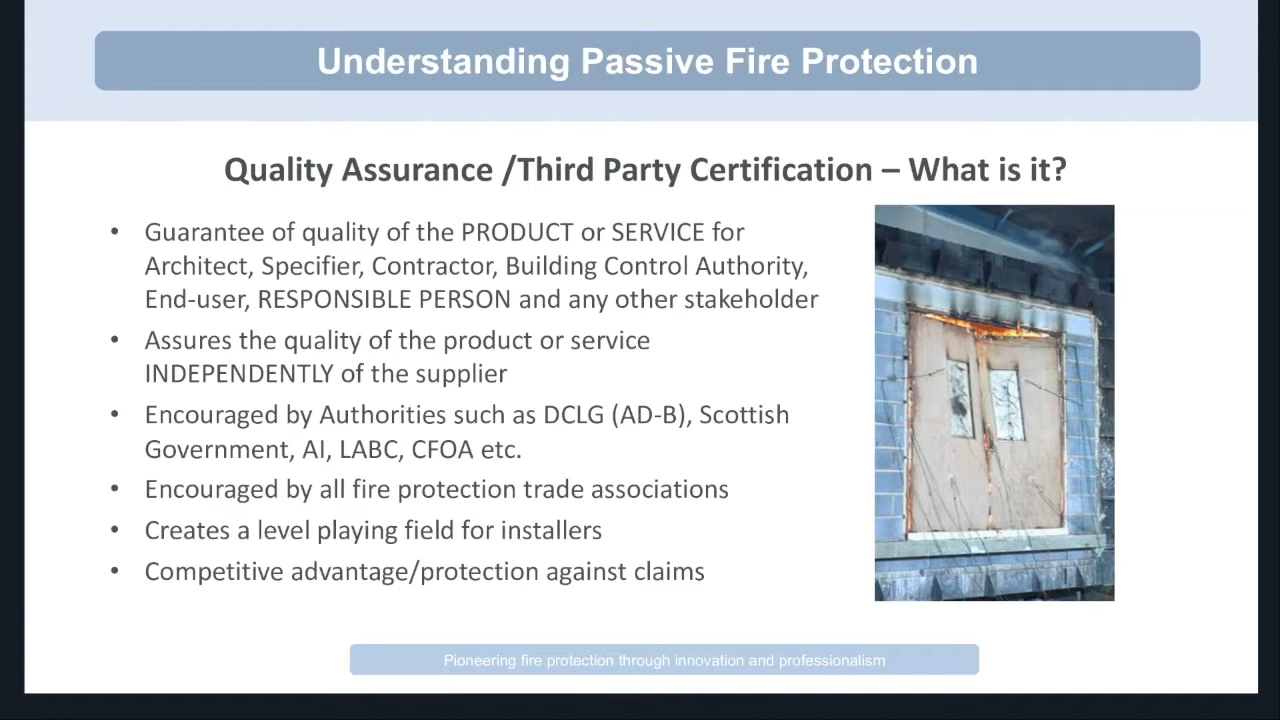 Understanding Passive Fire Protection
Quality Assurance /Third Party Certification – What is it?
• Guarantee of quality of the PRODUCT or SERVICE for
Architect, Specifier, Contractor, Building Control Authority,
End-user, RESPONSIBLE PERSON and any other stakeholder
• Assures the quality of the product or service
INDEPENDENTLY of the supplier
• Encouraged by Authorities such as DCLG (AD-B), Scottish
Government, AI, LABC, CFOA etc.
• Encouraged by all fire protection trade associations
• Creates a level playing field for installers
• Competitive advantage/protection against claims
Pioneering fire protection through innovation and professionalism